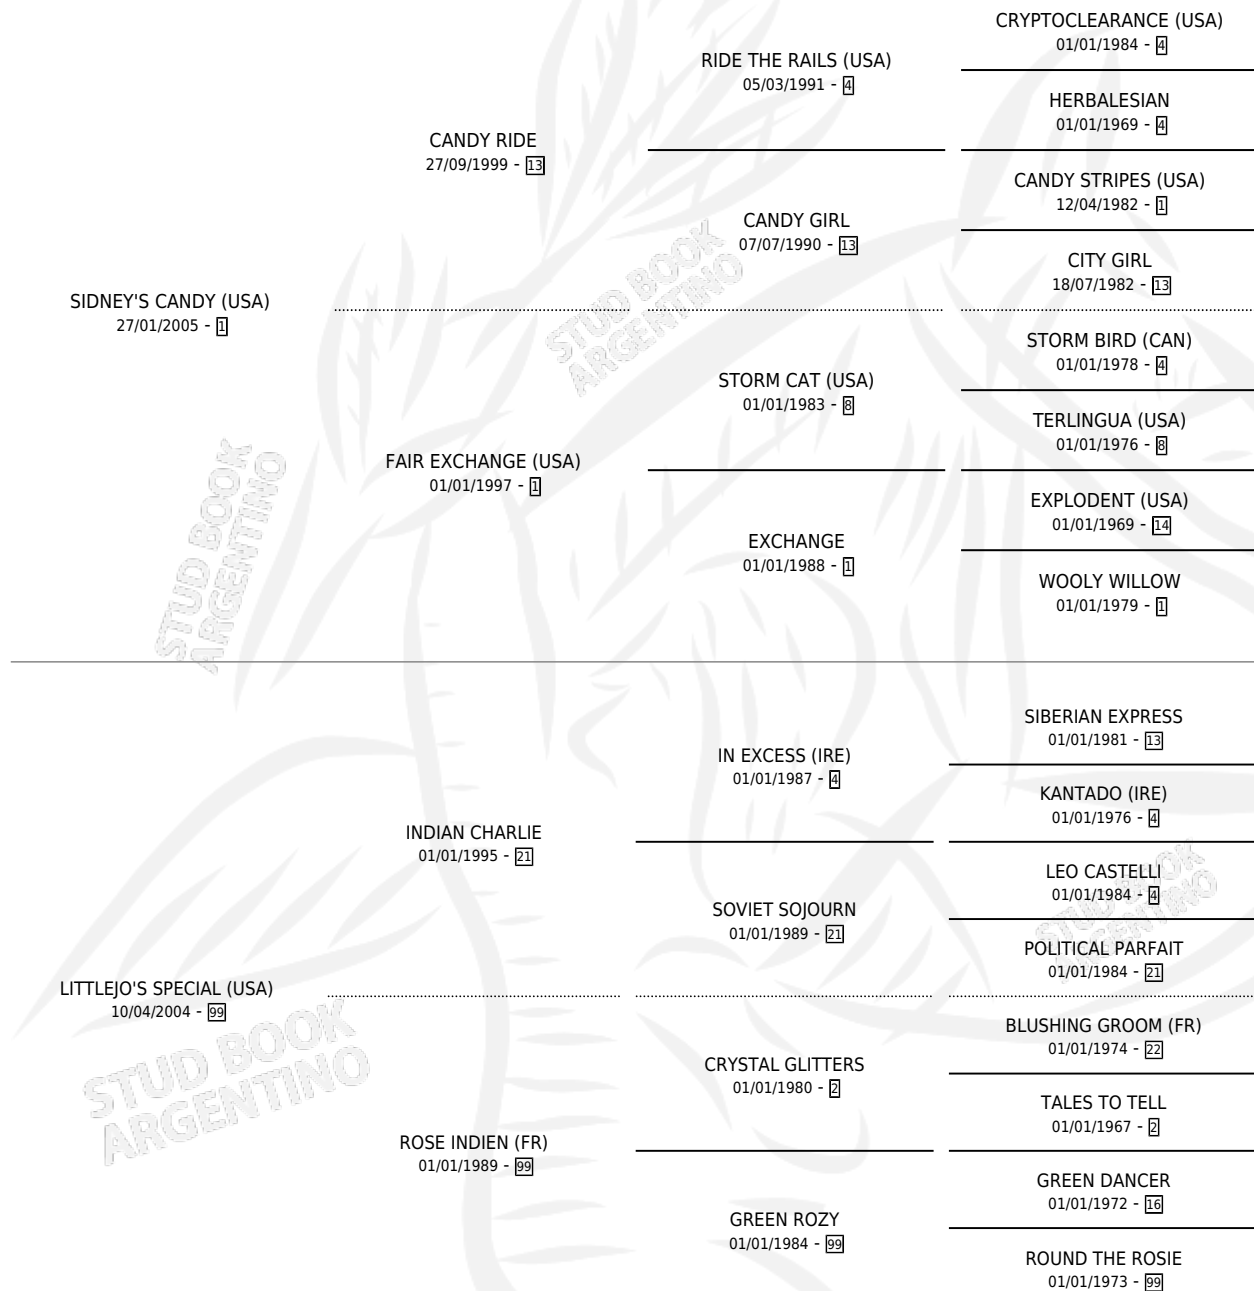 CRYPTOCLEARANCE (USA)
01/01/1984 - 4
RIDE THE RAILS (USA)
05/03/1991 - 4
HERBALESIAN
01/01/1969 - 4
CANDY RIDE
27/09/1999 - 13
CANDY STRIPES (USA)
12/04/1982 - 1
CANDY GIRL
07/07/1990 - 13
CITY GIRL
18/07/1982 - 13
SIDNEY'S CANDY (USA)
27/01/2005 - 1
STORM BIRD (CAN)
01/01/1978 - 4
STORM CAT (USA)
01/01/1983 - 8
TERLINGUA (USA)
01/01/1976 - 8
FAIR EXCHANGE (USA)
01/01/1997 - 1
EXPLODENT (USA)
01/01/1969 - 14
EXCHANGE
01/01/1988 - 1
WOOLY WILLOW
01/01/1979 - 1
SIBERIAN EXPRESS
01/01/1981 - 13
IN EXCESS (IRE)
01/01/1987 - 4
KANTADO (IRE)
01/01/1976 - 4
INDIAN CHARLIE
01/01/1995 - 21
LEO CASTELLI
01/01/1984 - 4
SOVIET SOJOURN
01/01/1989 - 21
POLITICAL PARFAIT
01/01/1984 - 21
LITTLEJO'S SPECIAL (USA)
10/04/2004 - 99
BLUSHING GROOM (FR)
01/01/1974 - 22
CRYSTAL GLITTERS
01/01/1980 - 2
TALES TO TELL
01/01/1967 - 2
ROSE INDIEN (FR)
01/01/1989 - 99
GREEN DANCER
01/01/1972 - 16
GREEN ROZY
01/01/1984 - 99
ROUND THE ROSIE
01/01/1973 - 99
STUD BOOK
ARGENTINO
STUD BOOK
ARGENTINO
STUD BOOK
ARGENTINO
STUD BOOK
ARGENTINO